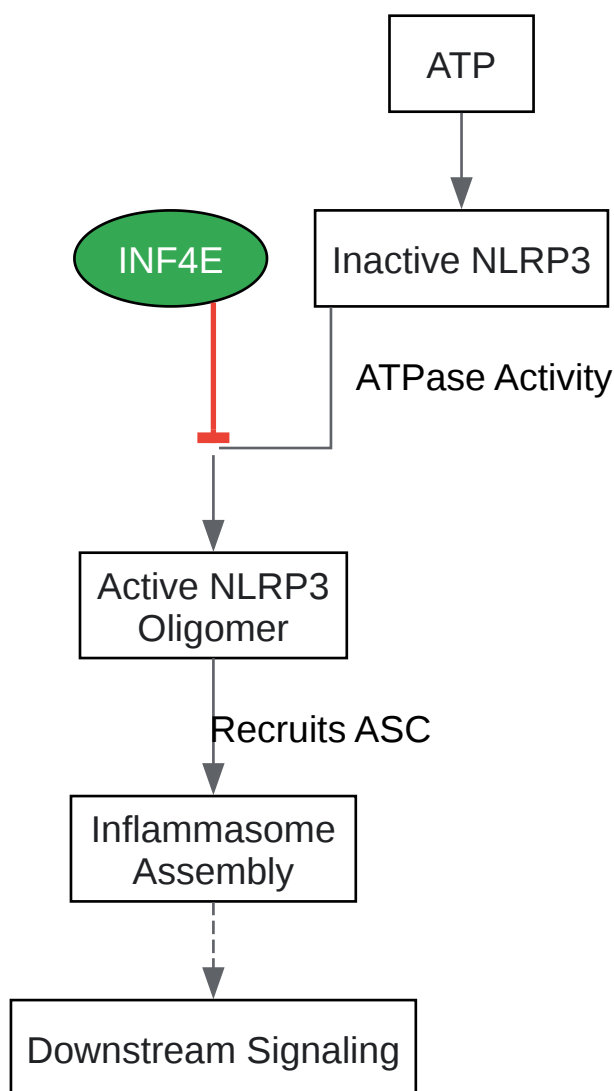 ATP
INF4E
Inactive NLRP3
ATPase Activity
Active NLRP3
Oligomer
Recruits ASC
Inflammasome
Assembly
Downstream Signaling